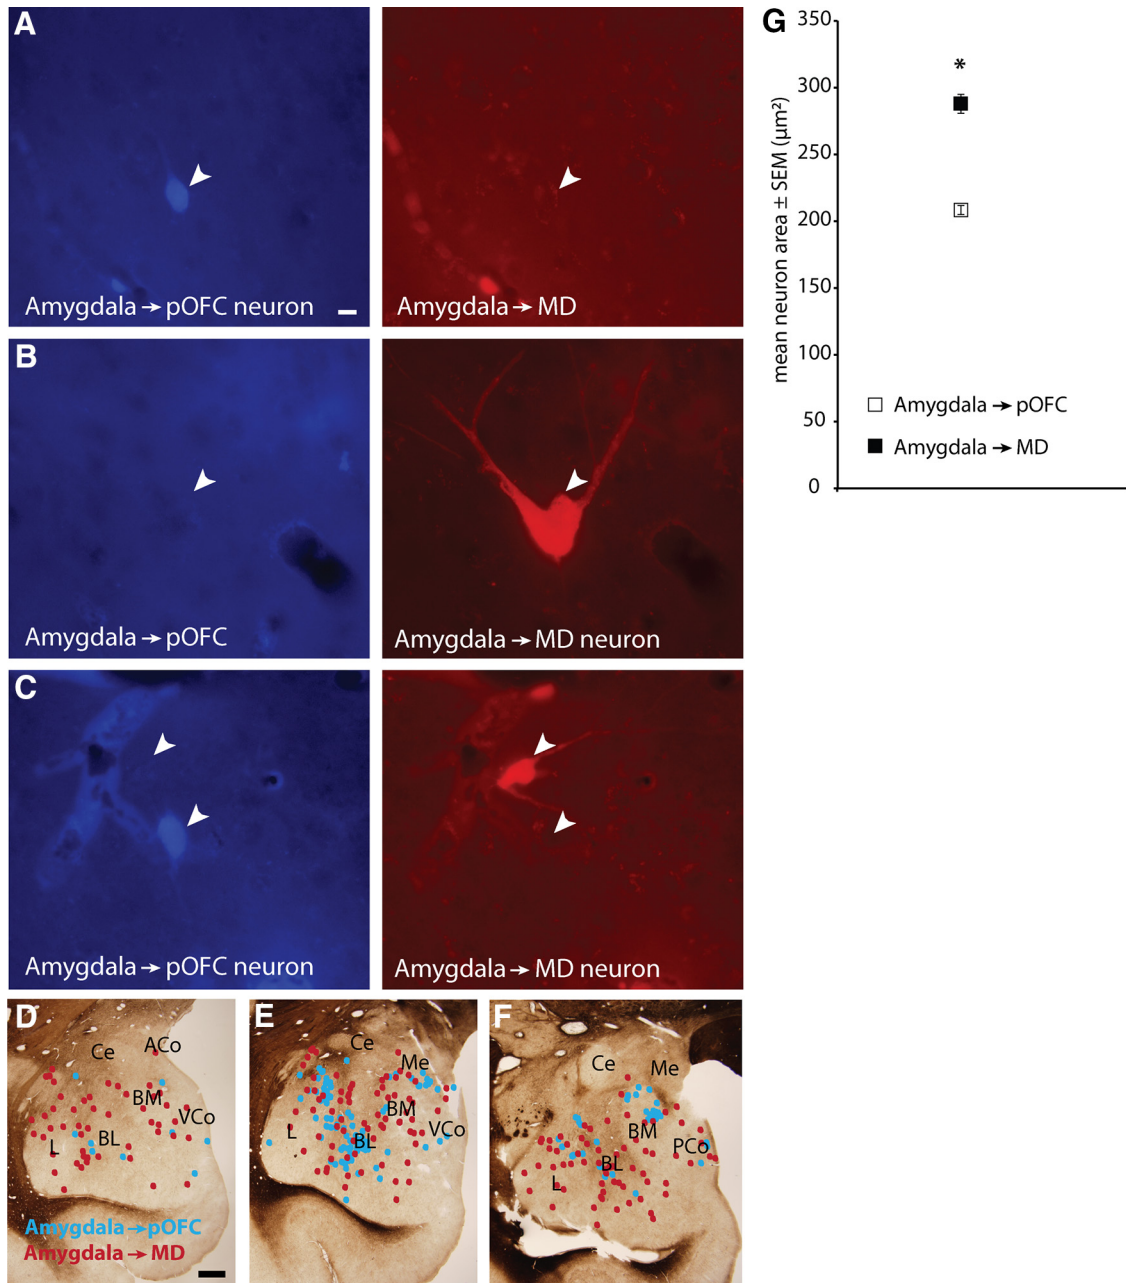 A
Amygdala → pOFC neuron
Amygdala → MD
B
Amygdala → pOFC
Amygdala → MD neuron
C
Amygdala → pOFC neuron
Amygdala → MD neuron
D
Ce
ACo
BM
VCo
BL
L
Amygdala → pOFC
Amygdala → MD
E
Ce
Me
BM
VCo
L
BL
F
Ce
Me
BM
PCo
BL
L
G
mean neuron area ± SEM (µm²)
350
*
300
250
200
150
100
50
0
Amygdala → pOFC
Amygdala → MD